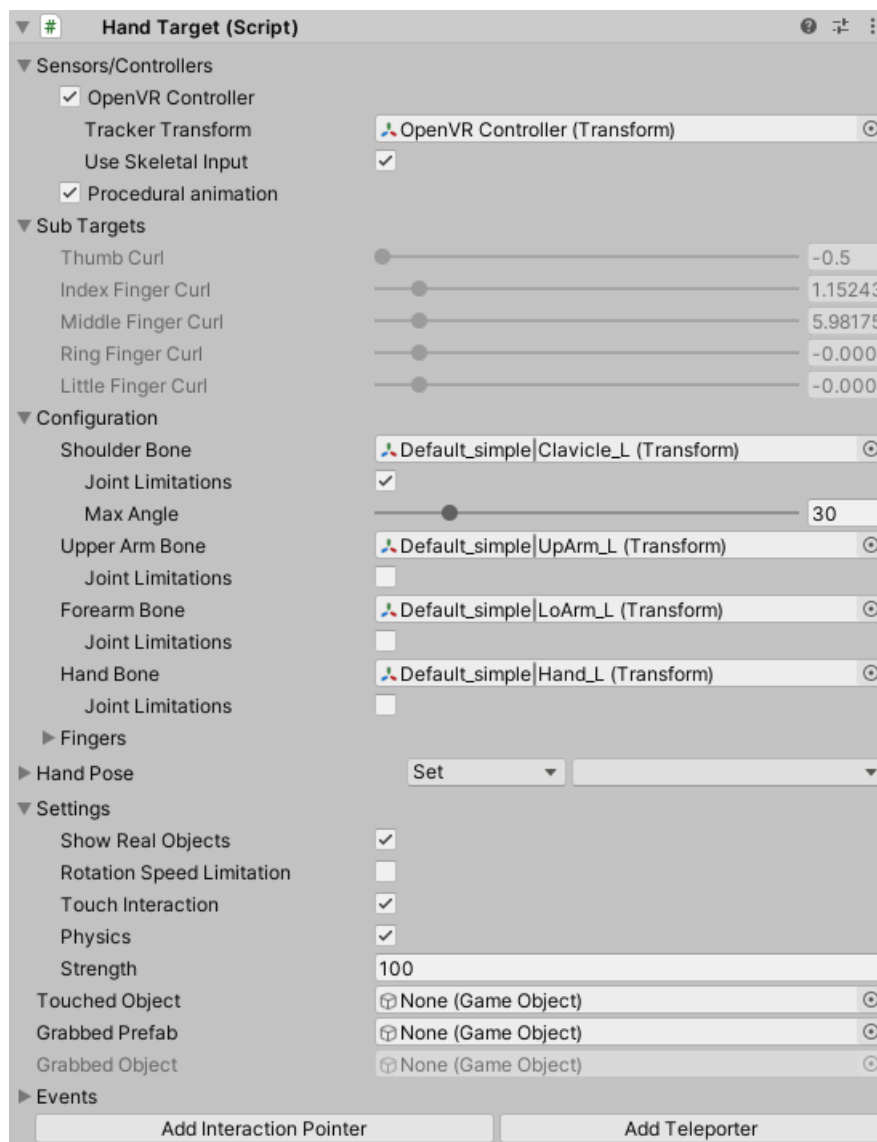 # Hand Target (Script)
Sensors/Controllers
OpenVR Controller
Tracker Transform OpenVR Controller (Transform)
Use Skeletal Input
Procedural animation
Sub Targets
Thumb Curl -0.5
Index Finger Curl 1.15243
Middle Finger Curl 5.98175
Ring Finger Curl -0.000
Little Finger Curl -0.000
Configuration
Shoulder Bone Default_simple|Clavicle_L (Transform)
Joint Limitations
Max Angle 30
Upper Arm Bone Default_simple|UpArm_L (Transform)
Joint Limitations
Forearm Bone Default_simple|LoArm_L (Transform)
Joint Limitations
Hand Bone Default_simple|Hand_L (Transform)
Joint Limitations
Fingers
Hand Pose Set
Settings
Show Real Objects
Rotation Speed Limitation
Touch Interaction
Physics
Strength 100
Touched Object None (Game Object)
Grabbed Prefab None (Game Object)
Grabbed Object None (Game Object)
Events
Add Interaction Pointer Add Teleporter